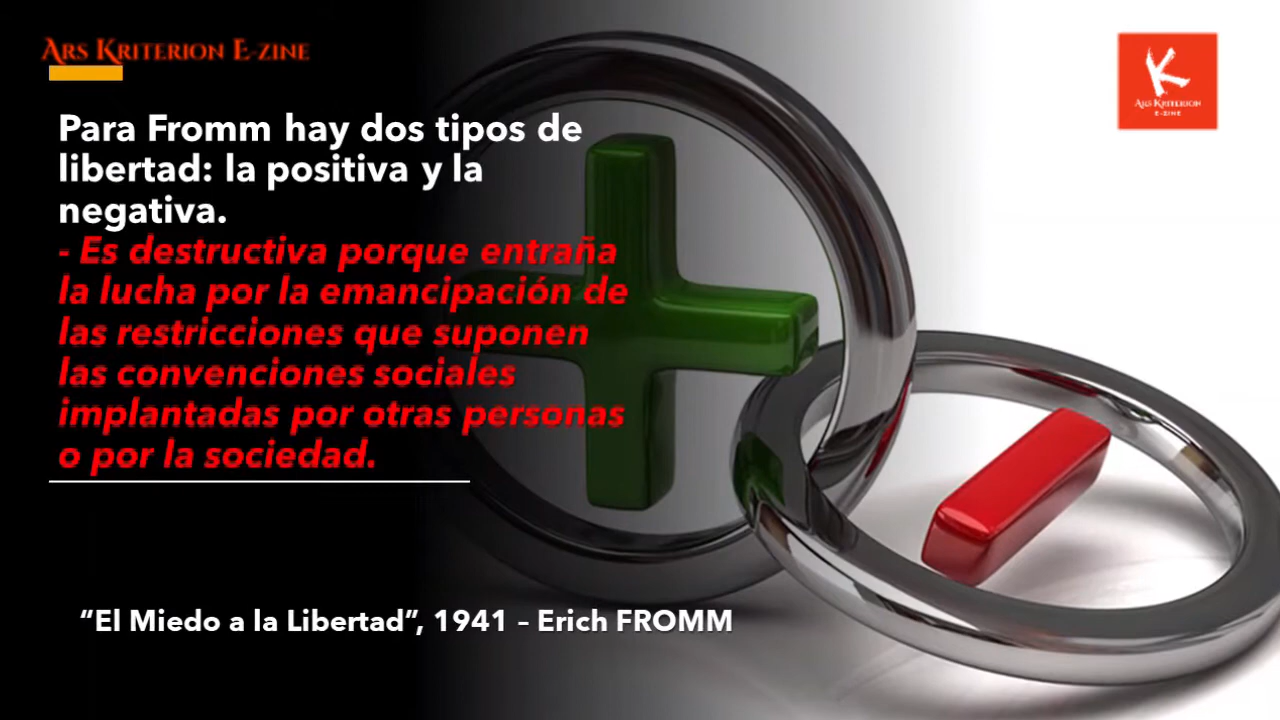 Ars Kriterion E-zine
K
Ars Kriterion
E-zine
Para Fromm hay dos tipos de
libertad: la positiva y la
negativa.
- Es destructiva porque entraña
la lucha por la emancipación de
las restricciones que suponen
las convenciones sociales
implantadas por otras personas
o por la sociedad.
“El Miedo a la Libertad”, 1941 – Erich FROMM